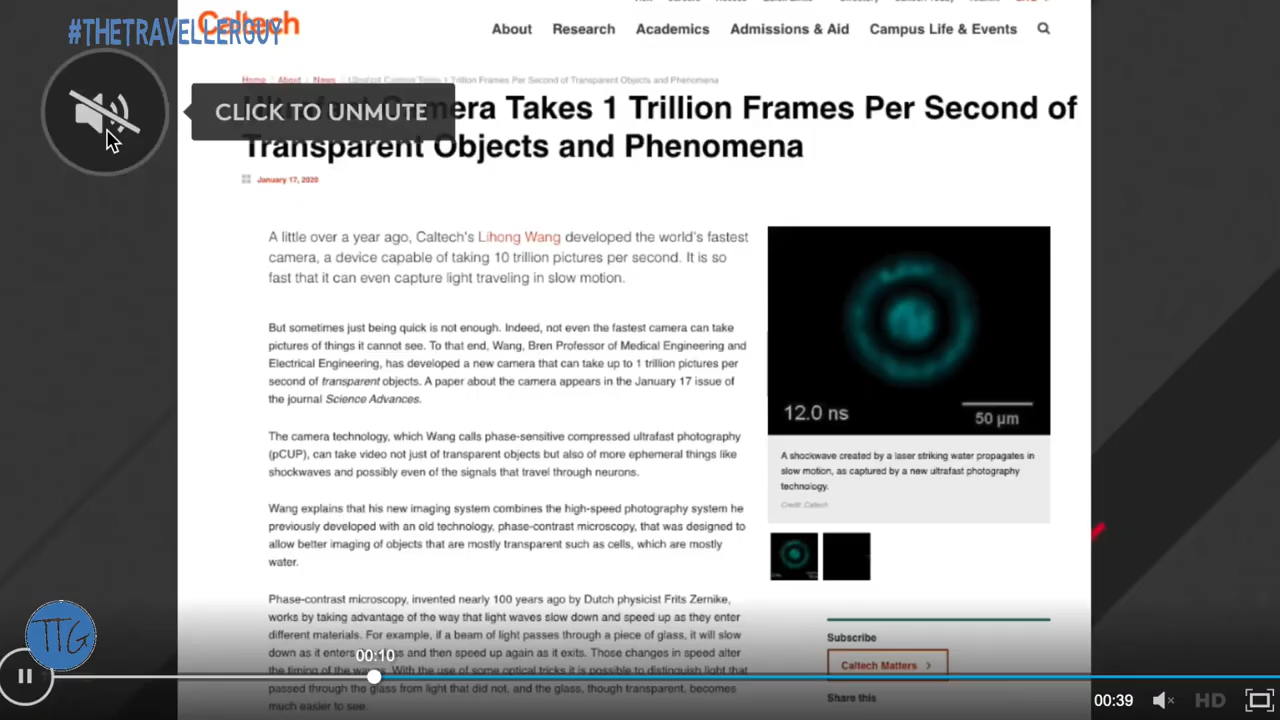 Caltech
#THETRAVELLERGUY
About Research Academics Admissions & Aid Campus Life & Events
Home About News Ultrafast Camera Takes 1 Trillion Frames Per Second of Transparent Objects and Phenomena
CLICK TO UNMUTE
Camera Takes 1 Trillion Frames Per Second of
Transparent Objects and Phenomena
January 17, 2020
A little over a year ago, Caltech's Lihong Wang developed the world's fastest
camera, a device capable of taking 10 trillion pictures per second. It is so
fast that it can even capture light traveling in slow motion.
But sometimes just being quick is not enough. Indeed, not even the fastest camera can take
pictures of things it cannot see. To that end, Wang, Bren Professor of Medical Engineering and
Electrical Engineering, has developed a new camera that can take up to 1 trillion pictures per
second of transparent objects. A paper about the camera appears in the January 17 issue of
the journal Science Advances.
The camera technology, which Wang calls phase-sensitive compressed ultrafast photography
(pCUP), can take video not just of transparent objects but also of more ephemeral things like
shockwaves and possibly even of the signals that travel through neurons.
Wang explains that his new imaging system combines the high-speed photography system he
previously developed with an old technology, phase-contrast microscopy, that was designed to
allow better imaging of objects that are mostly transparent such as cells, which are mostly
water.
Phase-contrast microscopy, invented nearly 100 years ago by Dutch physicist Frits Zernike,
works by taking advantage of the way that light waves slow down and speed up as they enter
different materials. For example, if a beam of light passes through a piece of glass, it will slow
down as it enters and then speed up again as it exits. Those changes in speed alter
the timing of the waves. With the use of some optical tricks it is possible to distinguish light that
passed through the glass from light that did not, and the glass, though transparent, becomes
much easier to see.
12.0 ns
50 µm
A shockwave created by a laser striking water propagates in
slow motion, as captured by a new ultrafast photography
technology.
Credit: Caltech
Subscribe
Caltech Matters >
Share this
TTG
00:10
00:39
HD